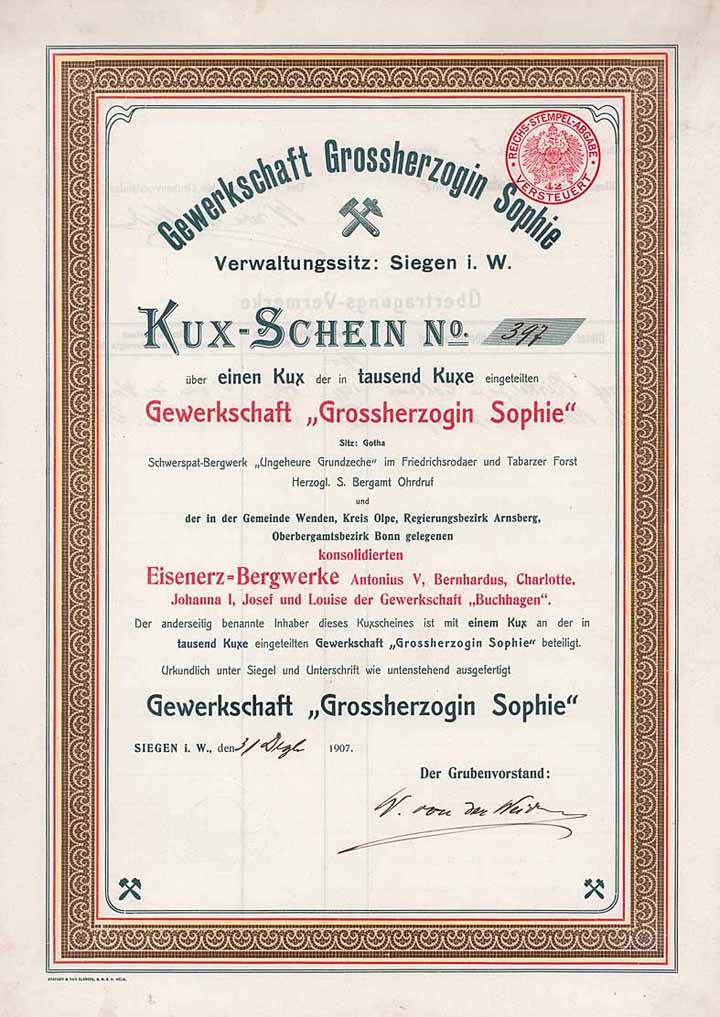 Gewerkschaft Grossherzogin Sophie
REICHS-STEMPEL-ABGABE
42
VERSTEUERT
Verwaltungssitz: Siegen i. W.
KUX-SCHEIN No. 397
über einen Kux der in tausend Kuxe eingeteilten
Gewerkschaft „Grossherzogin Sophie“
Sitz: Gotha
Schwerspat-Bergwerk „Ungeheure Grundzeche“ im Friedrichsrodaer und Tabarzer Forst
Herzogl. S. Bergamt Ohrdruf
und
der in der Gemeinde Wenden, Kreis Olpe, Regierungsbezirk Arnsberg,
Oberbergamtsbezirk Bonn gelegenen
konsolidierten
Eisenerz=Bergwerke Antonius V, Bernhardus, Charlotte,
Johanna I, Josef und Louise der Gewerkschaft „Buchhagen“.
Der anderseitig benannte Inhaber dieses Kuxscheines ist mit einem Kux an der in
tausend Kuxe eingeteilten Gewerkschaft „Grossherzogin Sophie“ beteiligt.
Urkundlich unter Siegel und Unterschrift wie untenstehend ausgefertigt
Gewerkschaft „Grossherzogin Sophie“
SIEGEN i. W., den 31 Dezb 1907.
Der Grubenvorstand:
W. von der
Übertragungs-Vermerke